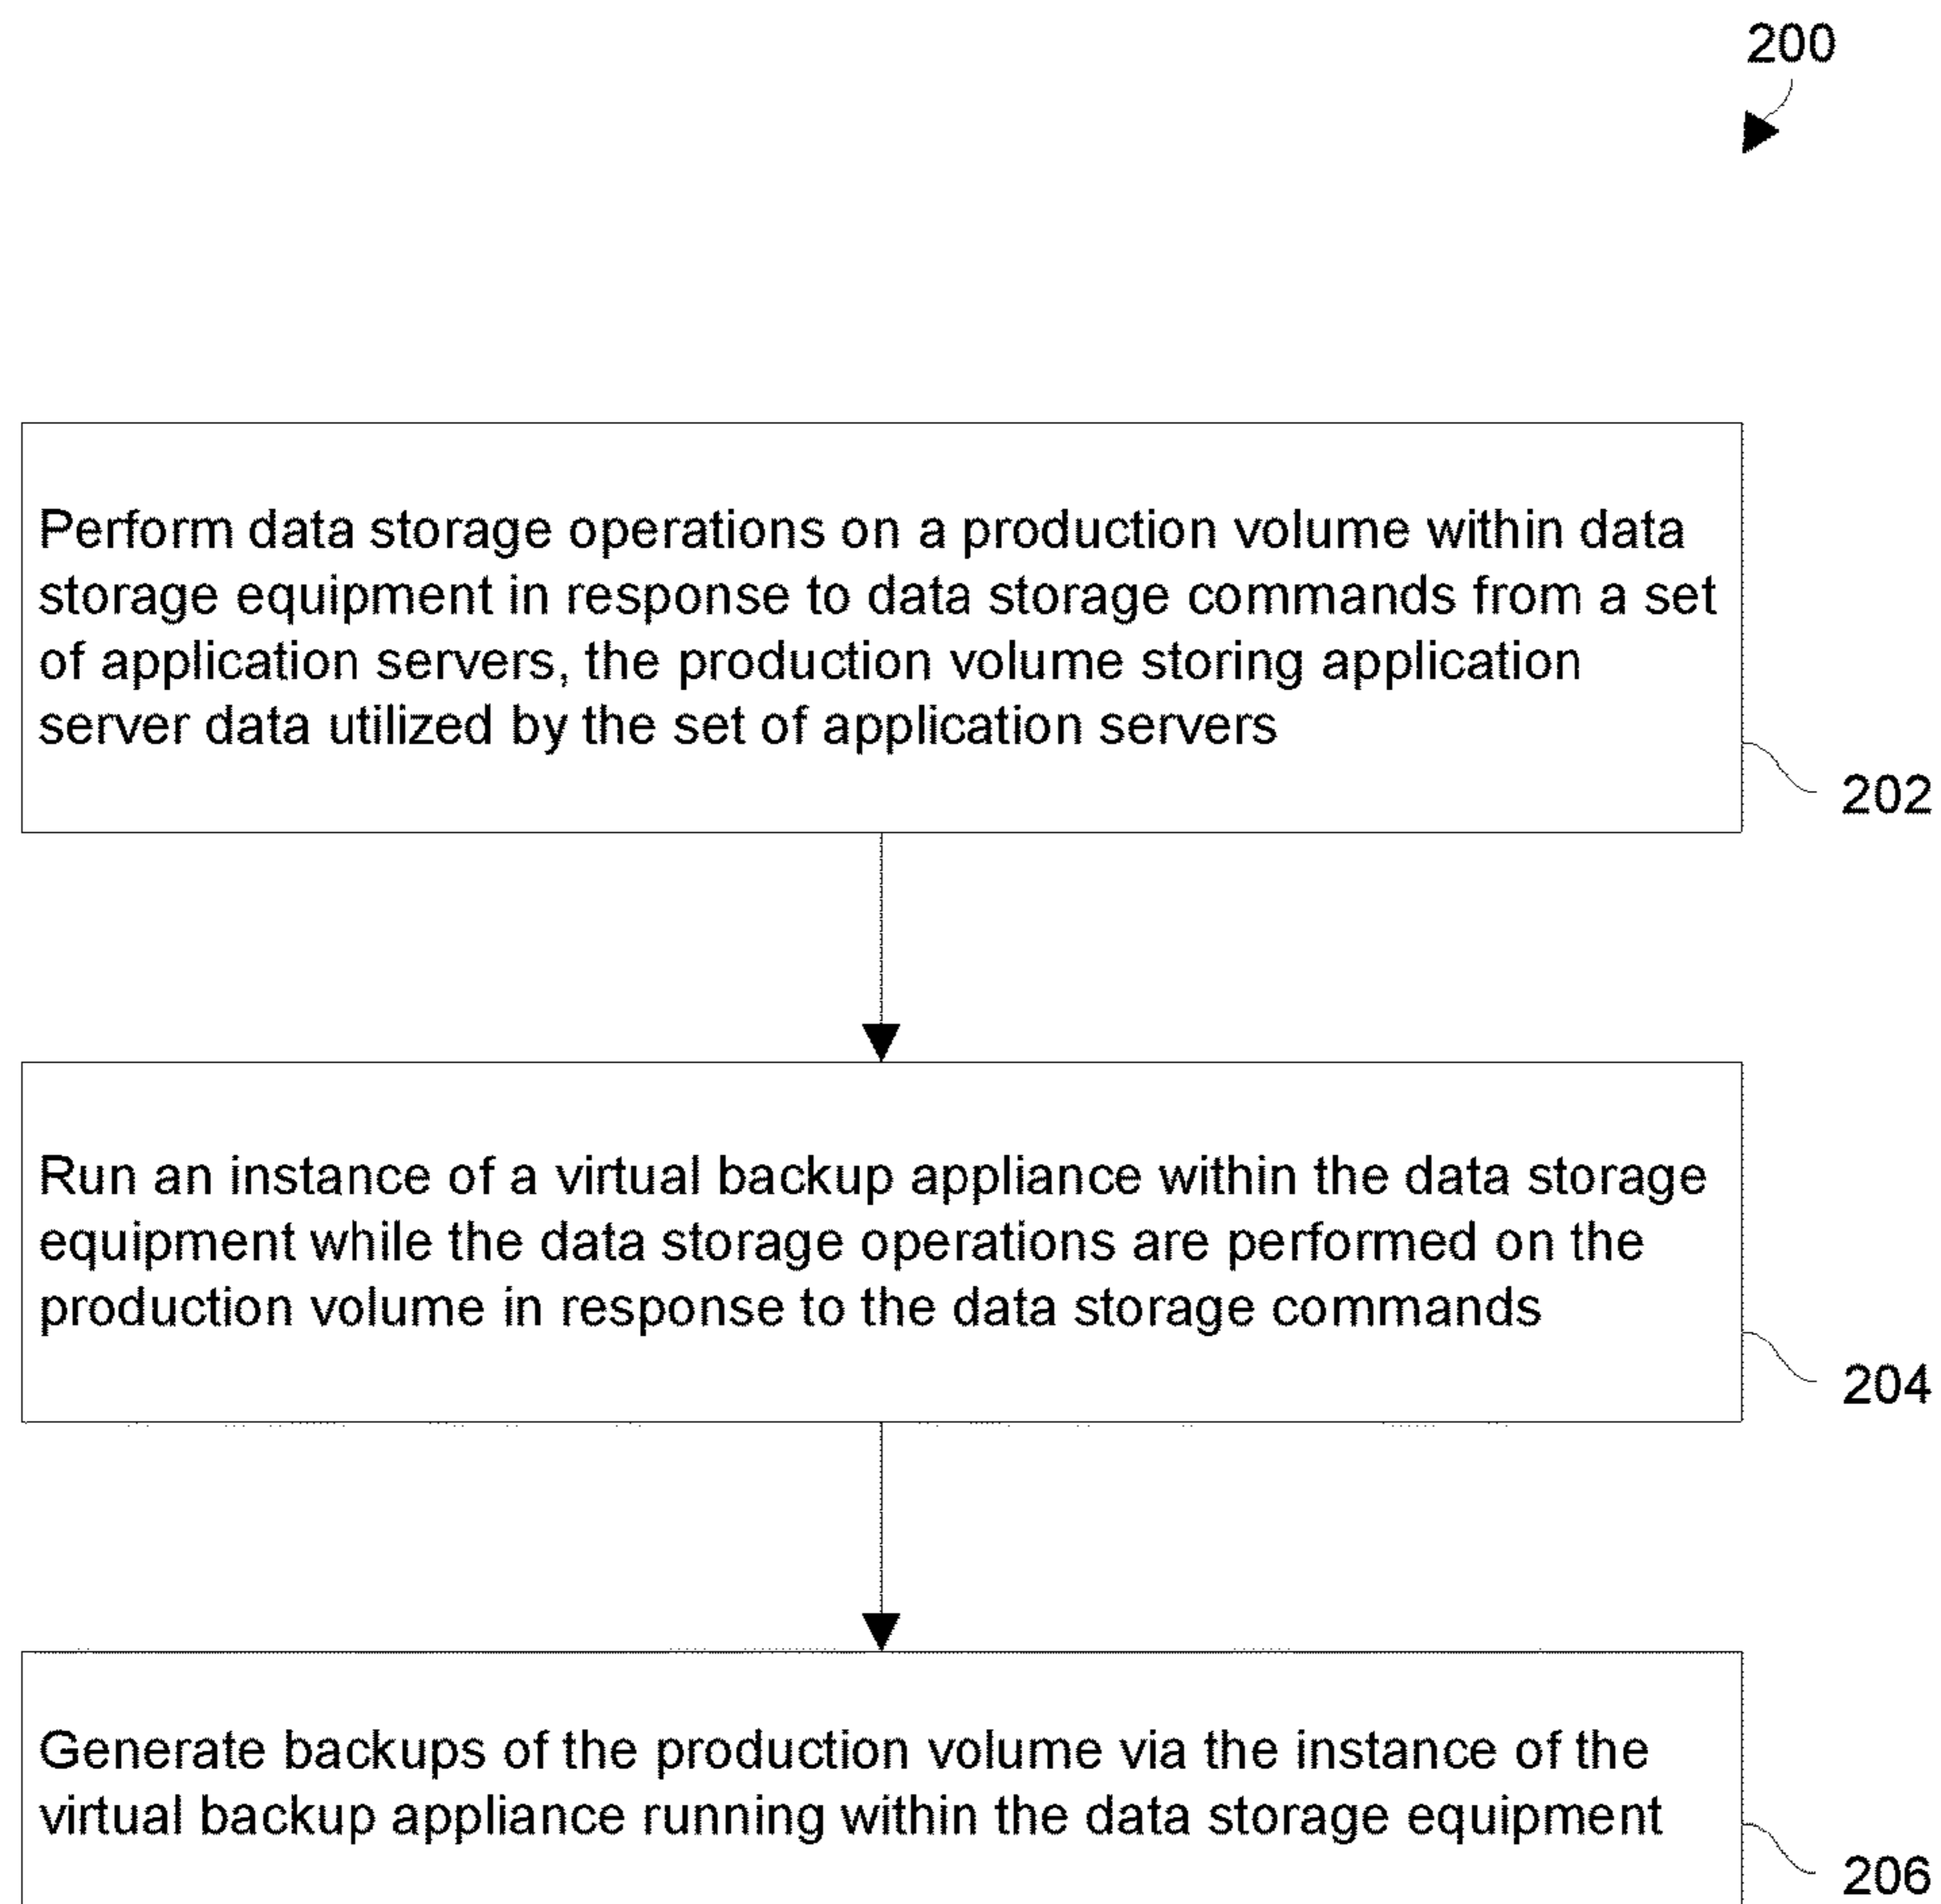 200
Perform data storage operations on a production volume within data
storage equipment in response to data storage commands from a set
of application servers, the production volume storing application
server data utilized by the set of application servers
202
Run an instance of a virtual backup appliance within the data storage
equipment while the data storage operations are performed on the
production volume in response to the data storage commands
204
Generate backups of the production volume via the instance of the
virtual backup appliance running within the data storage equipment
206